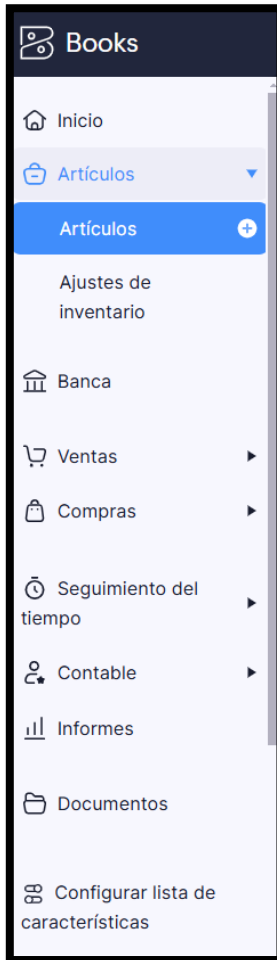 Books
Inicio
Artículos
Artículos
Ajustes de
inventario
Banca
Ventas
Compras
Seguimiento del
tiempo
Contable
Informes
Documentos
Configurar lista de
características